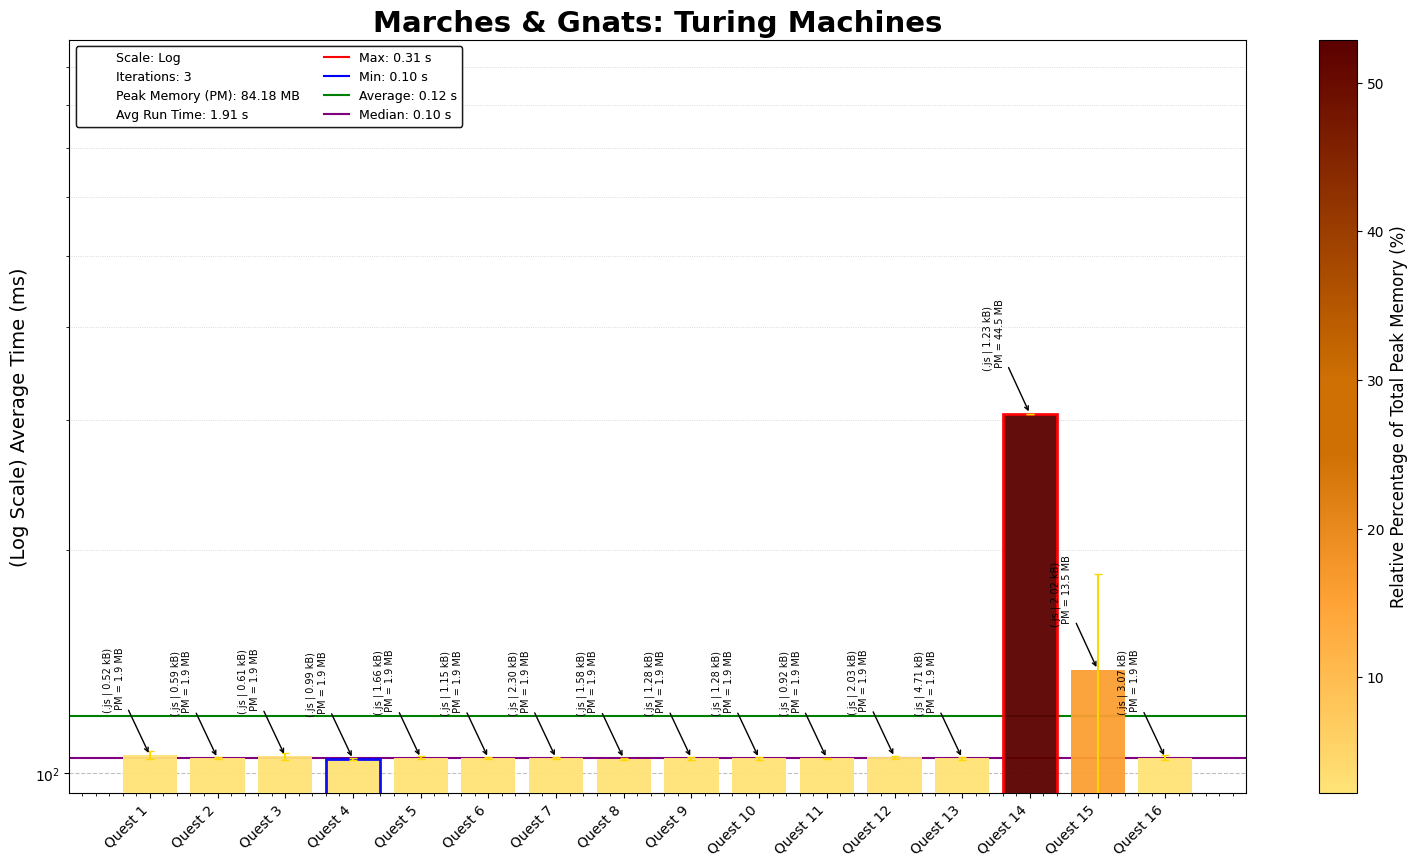 Marches & Gnats: Turing Machines
Scale: Log
Iterations: 3
Peak Memory (PM): 84.18 MB
Avg Run Time: 1.91 s
Max: 0.31 s
Min: 0.10 s
Average: 0.12 s
Median: 0.10 s
(Log Scale) Average Time (ms)
10²
(.js | 0.52 kB)
PM = 1.9 MB
(.js | 0.59 kB)
PM = 1.9 MB
(.js | 0.61 kB)
PM = 1.9 MB
(.js | 0.99 kB)
PM = 1.9 MB
(.js | 1.66 kB)
PM = 1.9 MB
(.js | 1.15 kB)
PM = 1.9 MB
(.js | 2.30 kB)
PM = 1.9 MB
(.js | 1.58 kB)
PM = 1.9 MB
(.js | 1.28 kB)
PM = 1.9 MB
(.js | 1.28 kB)
PM = 1.9 MB
(.js | 0.92 kB)
PM = 1.9 MB
(.js | 2.03 kB)
PM = 1.9 MB
(.js | 4.71 kB)
PM = 1.9 MB
(.js | 1.23 kB)
PM = 44.5 MB
(.js | 2.02 kB)
PM = 13.5 MB
(.js | 3.07 kB)
PM = 1.9 MB
Quest 1
Quest 2
Quest 3
Quest 4
Quest 5
Quest 6
Quest 7
Quest 8
Quest 9
Quest 10
Quest 11
Quest 12
Quest 13
Quest 14
Quest 15
Quest 16
50
40
30
20
10
Relative Percentage of Total Peak Memory (%)